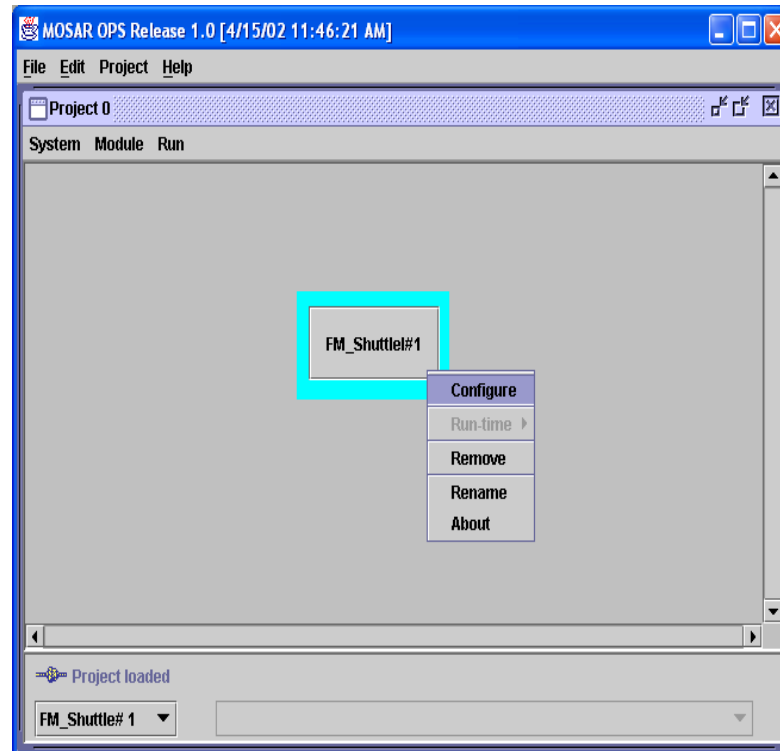 MOSAR OPS Release 1.0 [4/15/02 11:46:21 AM]
File Edit Project Help
Project 0
System Module Run
FM_Shuttlel#1
Configure
Run-time
Remove
Rename
About
Project loaded
FM_Shuttle# 1